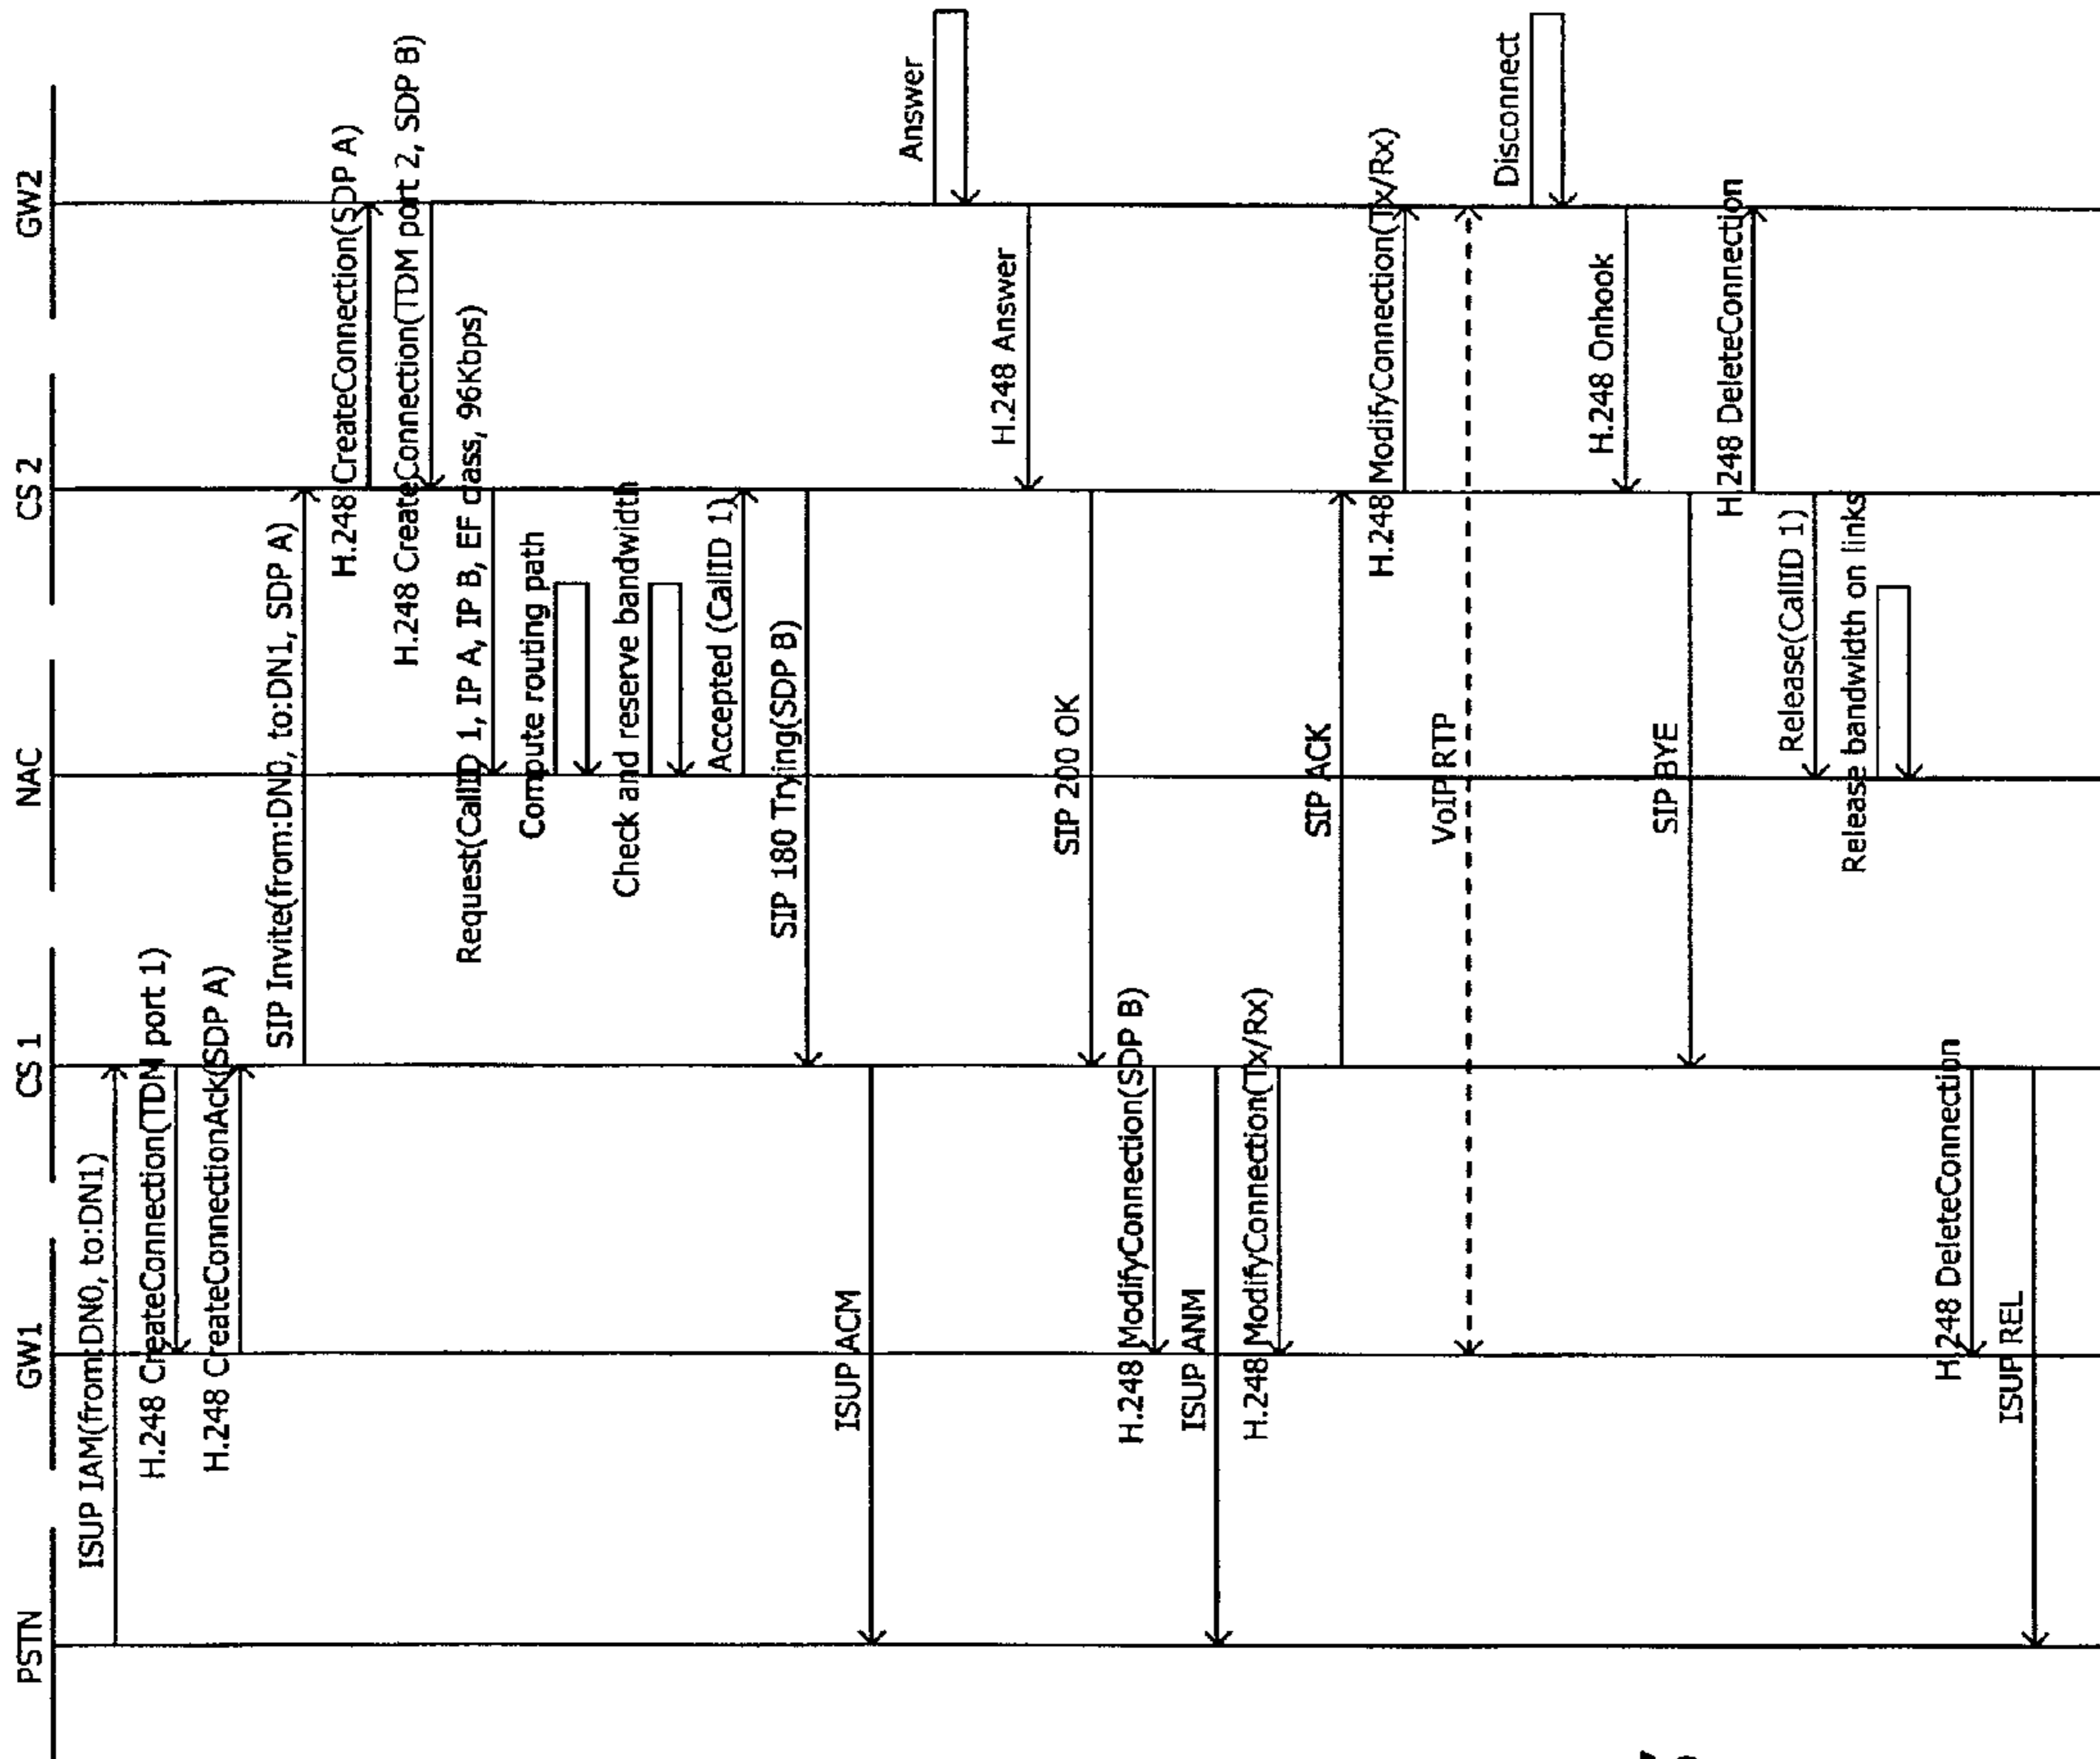 PSTN
GW1
CS 1
NAC
CS 2
GW2
ISUP IAM(from:DN0, to:DN1)
H.248 CreateConnection(TDM port 1)
H.248 CreateConnectionAck(SDP A)
SIP Invite(from:DN0, to:DN1, SDP A)
H.248 CreateConnection(SDP A)
H.248 CreateConnection(TDM port 2, SDP B)
Request(CallID 1, IP A, IP B, EF class, 96Kbps)
Compute routing path
Check and reserve bandwidth
Accepted (CallID 1)
SIP 180 Trying(SDP B)
ISUP ACM
Answer
H.248 Answer
SIP 200 OK
H.248 ModifyConnection(SDP B)
ISUP ANM
H.248 ModifyConnection(Tx/Rx)
SIP ACK
H.248 ModifyConnection(Tx/Rx)
VoIP RTP
Disconnect
H.248 Onhook
SIP BYE
H.248 DeleteConnection
Release(CallID 1)
Release bandwidth on links
H.248 DeleteConnection
ISUP REL